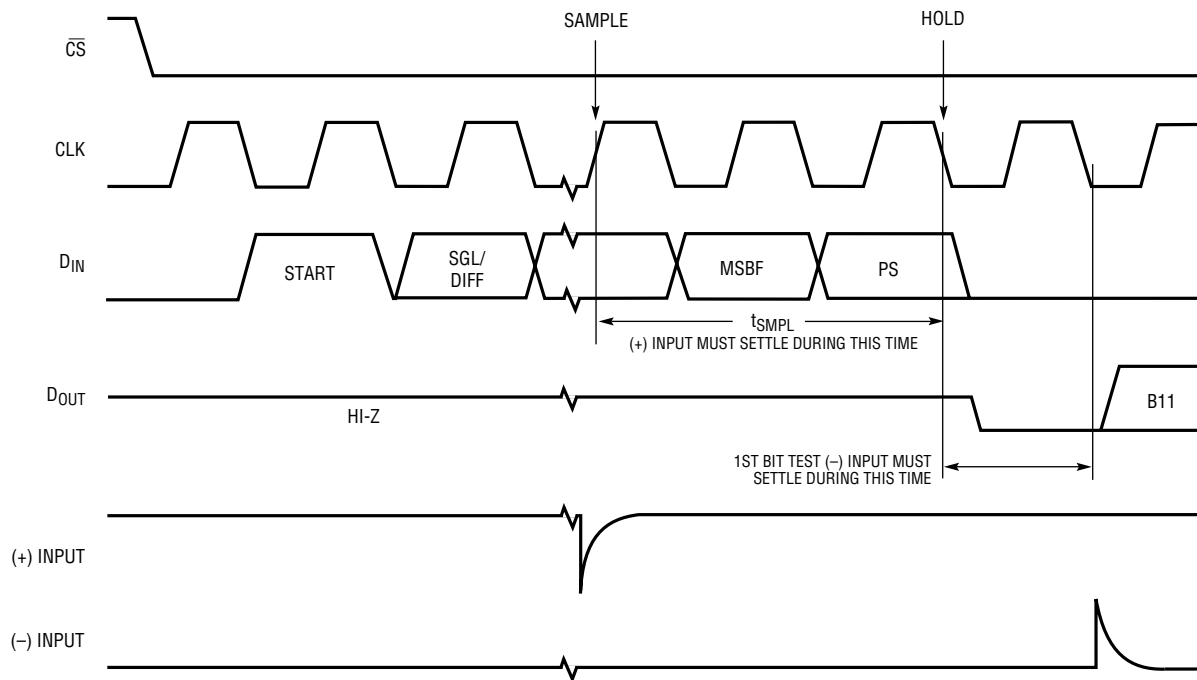 SAMPLE
HOLD
CS
CLK
DIN
START
SGL/
DIFF
MSBF
PS
tSMPL
(+) INPUT MUST SETTLE DURING THIS TIME
DOUT
HI-Z
B11
1ST BIT TEST (–) INPUT MUST
SETTLE DURING THIS TIME
(+) INPUT
(–) INPUT